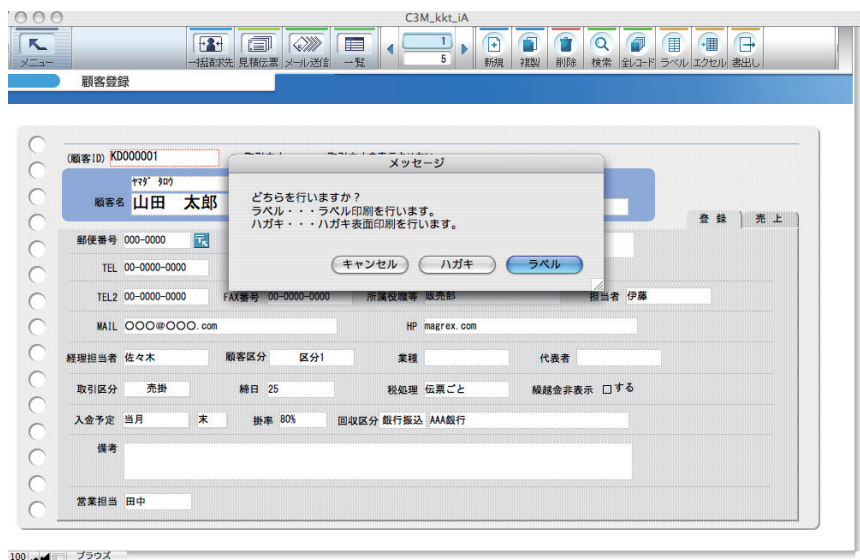 C3M_kkt_iA
メニュー 一括請求先 見積伝票 メール送信 一覧 1 5 新規 複製 削除 検索 全レコード ラベル エクセル 書出し
顧客登録
(顧客ID) KD000001
メッセージ
どちらを行いますか？
ラベル・・・ラベル印刷を行います。
ハガキ・・・ハガキ表面印刷を行います。
キャンセル ハガキ ラベル
ﾔﾏﾀﾞ ﾀﾛｳ
顧客名 山田 太郎
登録 売上
郵便番号 000-0000
TEL 00-0000-0000
TEL2 00-0000-0000 FAX番号 00-0000-0000 所属役職等 販売部 担当者 伊藤
MAIL OOO@OOO.com HP magrex.com
経理担当者 佐々木 顧客区分 区分1 業種 代表者
取引区分 売掛 締日 25 税処理 伝票ごと 繰越金非表示 する
入金予定 当月 末 掛率 80% 回収区分 銀行振込 AAA銀行
備考
営業担当 田中
100 ブラウズ